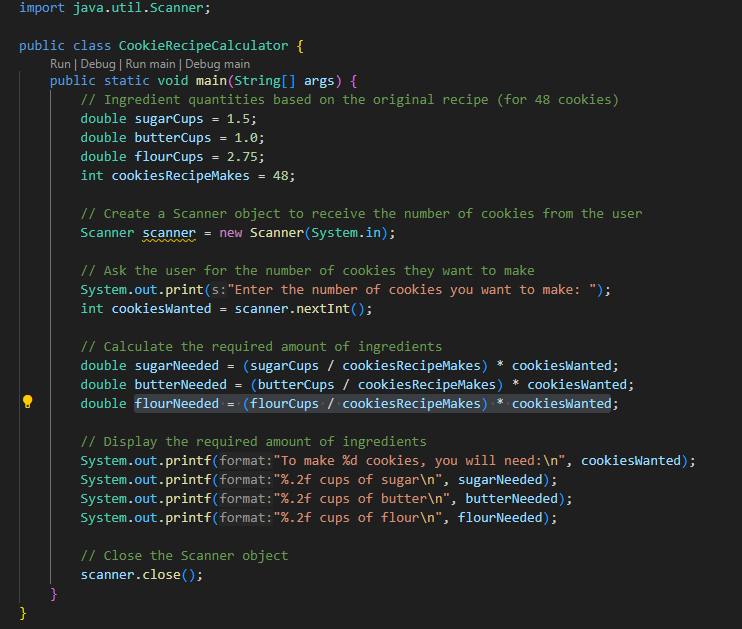 import java.util.Scanner;
public class CookieRecipeCalculator {
Run | Debug | Run main | Debug main
public static void main(String[] args) {
// Ingredient quantities based on the original recipe (for 48 cookies)
double sugarCups = 1.5;
double butterCups = 1.0;
double flourCups = 2.75;
int cookiesRecipeMakes = 48;
// Create a Scanner object to receive the number of cookies from the user
Scanner scanner = new Scanner(System.in);
// Ask the user for the number of cookies they want to make
System.out.print(s:"Enter the number of cookies you want to make: ");
int cookiesWanted = scanner.nextInt();
// Calculate the required amount of ingredients
double sugarNeeded = (sugarCups / cookiesRecipeMakes) * cookiesWanted;
double butterNeeded = (butterCups / cookiesRecipeMakes) * cookiesWanted;
double flourNeeded = (flourCups / cookiesRecipeMakes) * cookiesWanted;
// Display the required amount of ingredients
System.out.printf(format:"To make %d cookies, you will need:\n", cookiesWanted);
System.out.printf(format:"%.2f cups of sugar\n", sugarNeeded);
System.out.printf(format:"%.2f cups of butter\n", butterNeeded);
System.out.printf(format:"%.2f cups of flour\n", flourNeeded);
// Close the Scanner object
scanner.close();
}
}